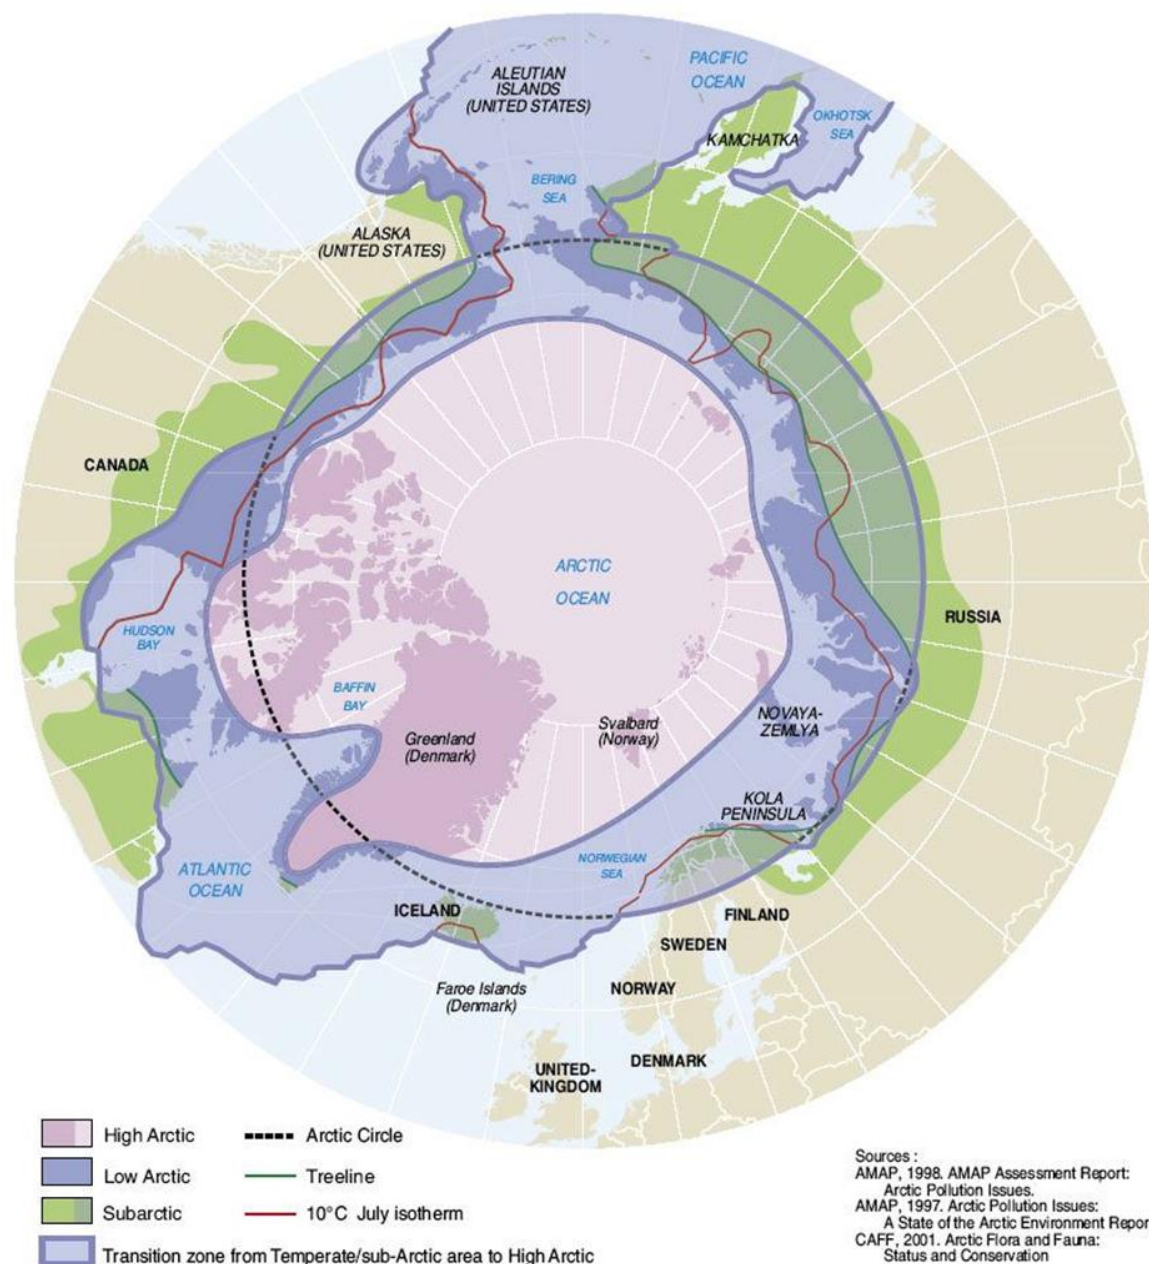 ALEUTIAN
ISLANDS
(UNITED STATES)
PACIFIC
OCEAN
OKHOTSK
SEA
KAMCHATKA
BERING
SEA
ALASKA
(UNITED STATES)
CANADA
ARCTIC
OCEAN
RUSSIA
HUDSON
BAY
BAFFIN
BAY
Greenland
(Denmark)
Svalbard
(Norway)
NOVAYA-
ZEMLYA
KOLA
PENINSULA
ATLANTIC
OCEAN
NORWEGIAN
SEA
ICELAND
FINLAND
SWEDEN
NORWAY
Faroe Islands
(Denmark)
UNITED-
KINGDOM
DENMARK
High Arctic
Low Arctic
Subarctic
Arctic Circle
Treeline
10°C July isotherm
Transition zone from Temperate/sub-Arctic area to High Arctic
Sources :
AMAP, 1998. AMAP Assessment Report:
Arctic Pollution Issues.
AMAP, 1997. Arctic Pollution Issues:
A State of the Arctic Environment Repor
CAFF, 2001. Arctic Flora and Fauna:
Status and Conservation